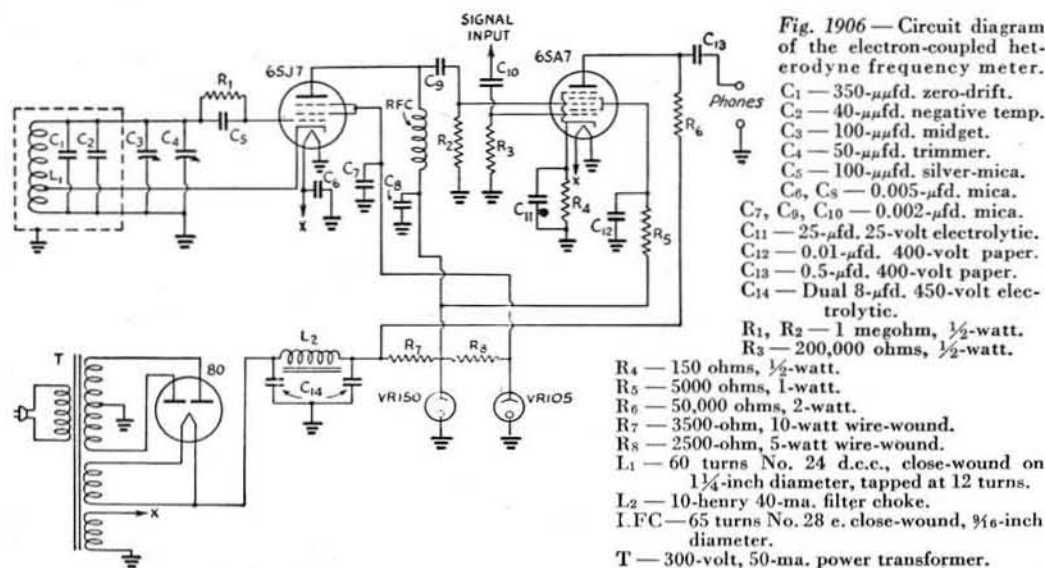 SIGNAL
INPUT
6SJ7
6SA7
C13
C9
C10
R1
RFC
Phones
C5
R6
C1
C2
C3
C4
R2
R3
L1
C7
C6
C8
X
X
C11
R4
C12
R5
L2
T
80
R7
R8
C14
VR150
VR105
X
Fig. 1906 — Circuit diagram
of the electron-coupled het-
erodyne frequency meter.
C1 — 350-μμfd. zero-drift.
C2 — 40-μμfd. negative temp.
C3 — 100-μμfd. midget.
C4 — 50-μμfd. trimmer.
C5 — 100-μμfd. silver-mica.
C6, C8 — 0.005-μfd. mica.
C7, C9, C10 — 0.002-μfd. mica.
C11 — 25-μfd. 25-volt electrolytic.
C12 — 0.01-μfd. 400-volt paper.
C13 — 0.5-μfd. 400-volt paper.
C14 — Dual 8-μfd. 450-volt elec-
trolytic.
R1, R2 — 1 megohm, ½-watt.
R3 — 200,000 ohms, ½-watt.
R4 — 150 ohms, ½-watt.
R5 — 5000 ohms, 1-watt.
R6 — 50,000 ohms, 2-watt.
R7 — 3500-ohm, 10-watt wire-wound.
R8 — 2500-ohm, 5-watt wire-wound.
L1 — 60 turns No. 24 d.c.c., close-wound on
1¼-inch diameter, tapped at 12 turns.
L2 — 10-henry 40-ma. filter choke.
I.FC — 65 turns No. 28 e. close-wound, 9⁄16-inch
diameter.
T — 300-volt, 50-ma. power transformer.